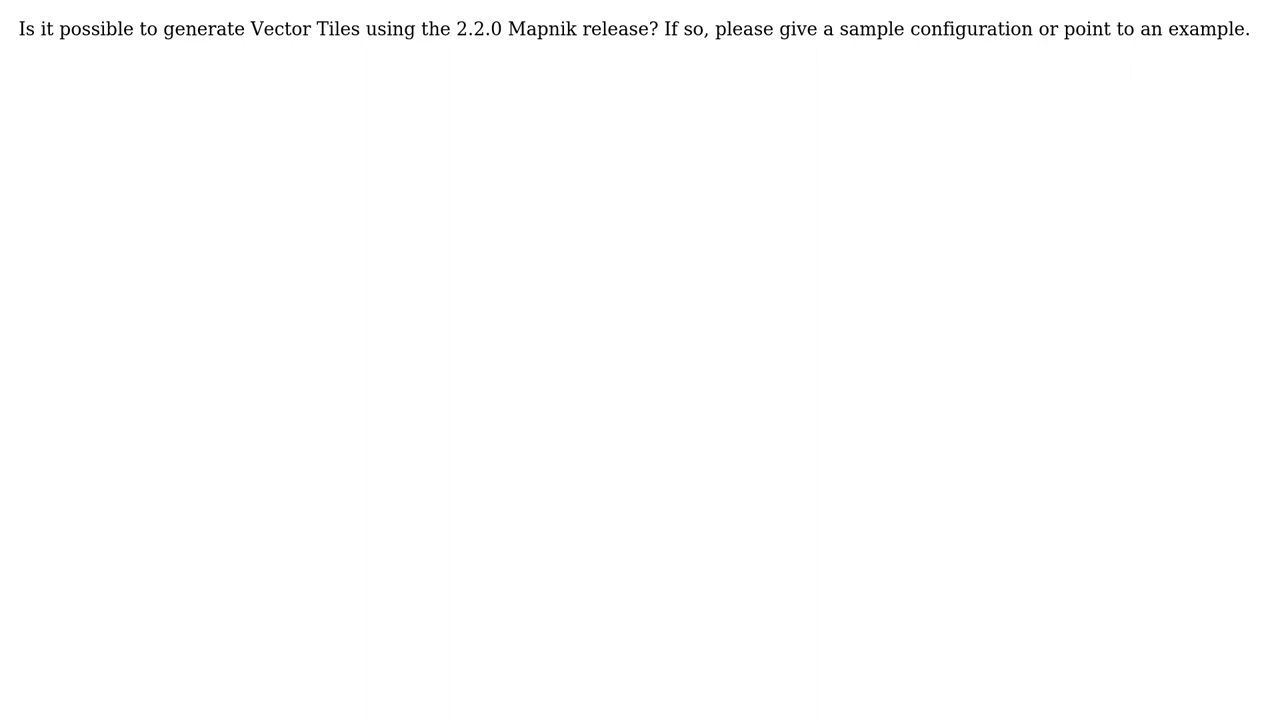 Is it possible to generate Vector Tiles using the 2.2.0 Mapnik release? If so, please give a sample configuration or point to an example.